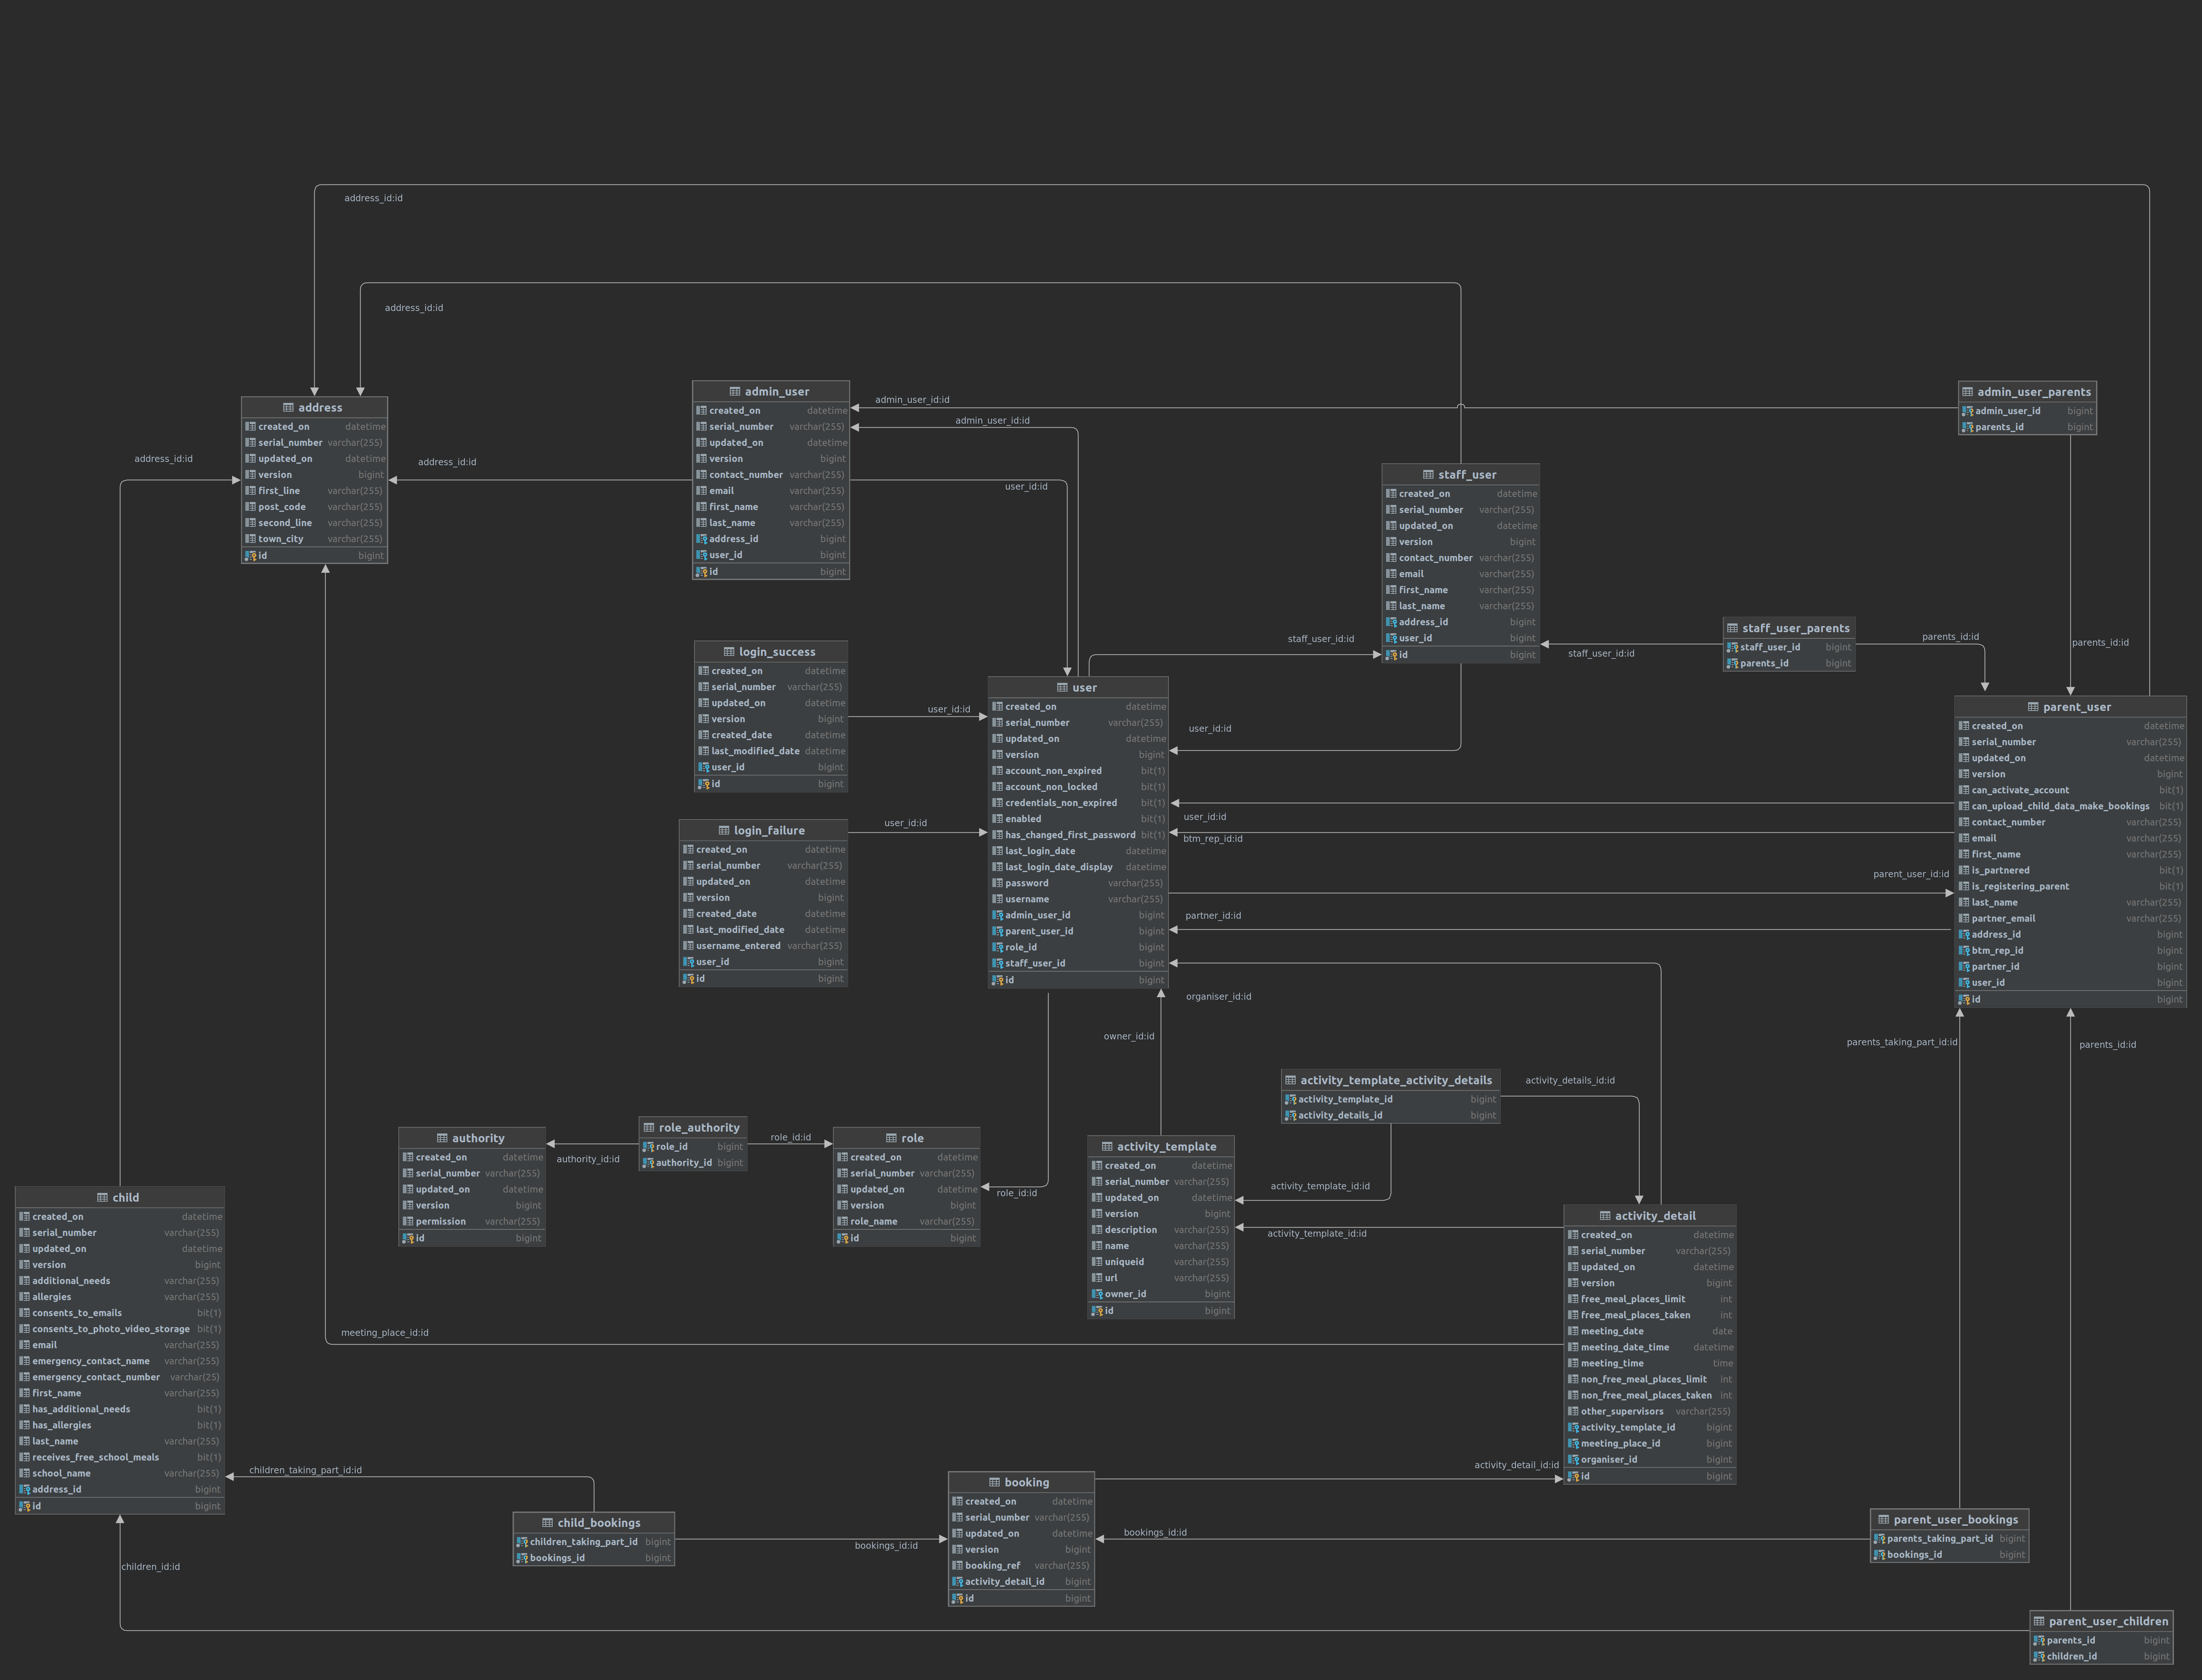 address_id:id
address_id:id
admin_user
created_on datetime
serial_number varchar(255)
updated_on datetime
version bigint
contact_number varchar(255)
email varchar(255)
first_name varchar(255)
last_name varchar(255)
address_id bigint
user_id bigint
id bigint
admin_user_id:id
admin_user_id:id
admin_user_parents
admin_user_id bigint
parents_id bigint
address
created_on datetime
serial_number varchar(255)
updated_on datetime
version bigint
first_line varchar(255)
post_code varchar(255)
second_line varchar(255)
town_city varchar(255)
id bigint
address_id:id
address_id:id
user_id:id
staff_user
created_on datetime
serial_number varchar(255)
updated_on datetime
version bigint
contact_number varchar(255)
email varchar(255)
first_name varchar(255)
last_name varchar(255)
address_id bigint
user_id bigint
id bigint
staff_user_parents
staff_user_id bigint
parents_id bigint
staff_user_id:id
staff_user_id:id
parents_id:id
parents_id:id
login_success
created_on datetime
serial_number varchar(255)
updated_on datetime
version bigint
created_date datetime
last_modified_date datetime
user_id bigint
id bigint
user_id:id
user
created_on datetime
serial_number varchar(255)
updated_on datetime
version bigint
account_non_expired bit(1)
account_non_locked bit(1)
credentials_non_expired bit(1)
enabled bit(1)
has_changed_first_password bit(1)
last_login_date datetime
last_login_date_display datetime
password varchar(255)
username varchar(255)
admin_user_id bigint
parent_user_id bigint
role_id bigint
staff_user_id bigint
id bigint
user_id:id
user_id:id
btm_rep_id:id
parent_user_id:id
partner_id:id
organiser_id:id
parent_user
created_on datetime
serial_number varchar(255)
updated_on datetime
version bigint
can_activate_account bit(1)
can_upload_child_data_make_bookings bit(1)
contact_number varchar(255)
email varchar(255)
first_name varchar(255)
is_partnered bit(1)
is_registering_parent bit(1)
last_name varchar(255)
partner_email varchar(255)
address_id bigint
btm_rep_id bigint
partner_id bigint
user_id bigint
id bigint
login_failure
created_on datetime
serial_number varchar(255)
updated_on datetime
version bigint
created_date datetime
last_modified_date datetime
username_entered varchar(255)
user_id bigint
id bigint
user_id:id
owner_id:id
parents_taking_part_id:id
parents_id:id
activity_template_activity_details
activity_template_id bigint
activity_details_id bigint
activity_details_id:id
authority
created_on datetime
serial_number varchar(255)
updated_on datetime
version bigint
permission varchar(255)
id bigint
role_authority
role_id bigint
authority_id bigint
authority_id:id
role_id:id
role
created_on datetime
serial_number varchar(255)
updated_on datetime
version bigint
role_name varchar(255)
id bigint
role_id:id
activity_template
created_on datetime
serial_number varchar(255)
updated_on datetime
version bigint
description varchar(255)
name varchar(255)
uniqueid varchar(255)
url varchar(255)
owner_id bigint
id bigint
activity_template_id:id
activity_template_id:id
activity_detail
created_on datetime
serial_number varchar(255)
updated_on datetime
version bigint
free_meal_places_limit int
free_meal_places_taken int
meeting_date date
meeting_date_time datetime
meeting_time time
non_free_meal_places_limit int
non_free_meal_places_taken int
other_supervisors varchar(255)
activity_template_id bigint
meeting_place_id bigint
organiser_id bigint
id bigint
child
created_on datetime
serial_number varchar(255)
updated_on datetime
version bigint
additional_needs varchar(255)
allergies varchar(255)
consents_to_emails bit(1)
consents_to_photo_video_storage bit(1)
email varchar(255)
emergency_contact_name varchar(255)
emergency_contact_number varchar(25)
first_name varchar(255)
has_additional_needs bit(1)
has_allergies bit(1)
last_name varchar(255)
receives_free_school_meals bit(1)
school_name varchar(255)
address_id bigint
id bigint
meeting_place_id:id
children_taking_part_id:id
child_bookings
children_taking_part_id bigint
bookings_id bigint
bookings_id:id
booking
created_on datetime
serial_number varchar(255)
updated_on datetime
version bigint
booking_ref varchar(255)
activity_detail_id bigint
id bigint
activity_detail_id:id
bookings_id:id
parent_user_bookings
parents_taking_part_id bigint
bookings_id bigint
children_id:id
parent_user_children
parents_id bigint
children_id bigint